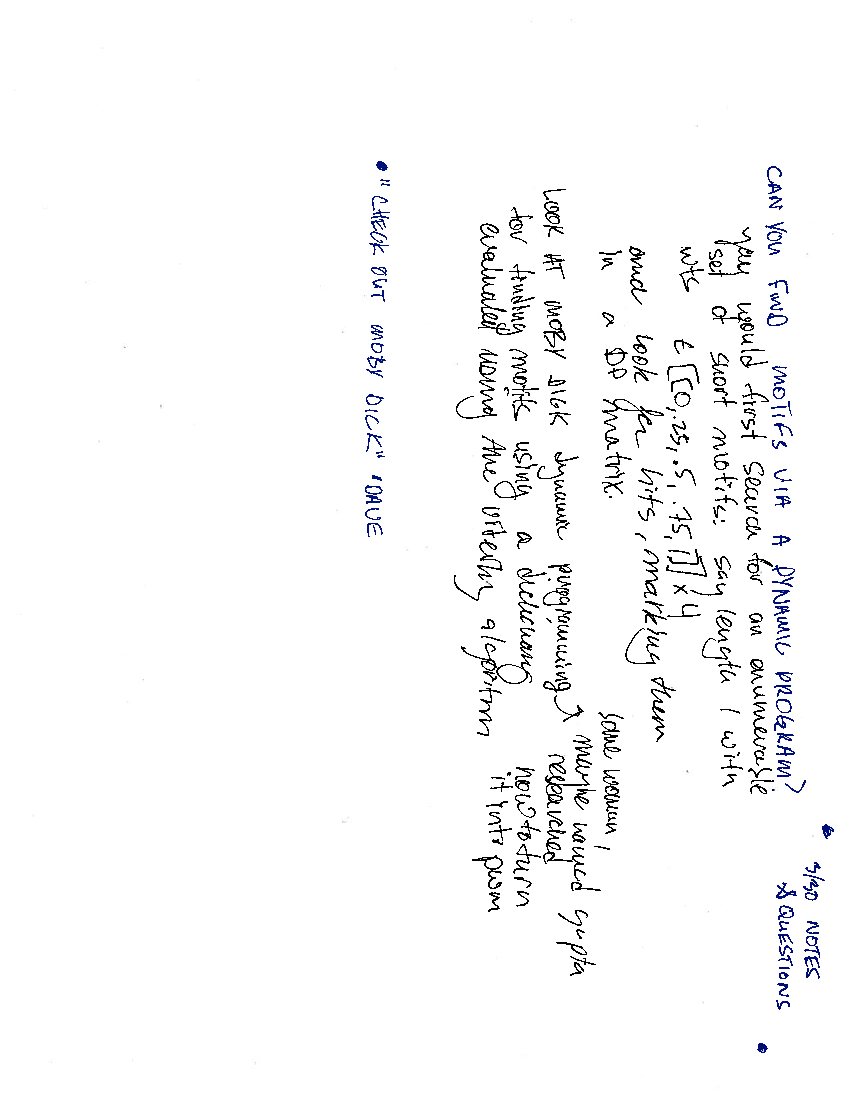 3/30 NOTES
& QUESTIONS
CAN YOU FIND MOTIFS VIA A DYNAMIC PROGRAM?
you would first search for an enumerable
set of short motifs: say length l with
wts ∈ [[0,.25,.5,.75,1]] x 4
and look for hits, marking them
in a DP matrix.
some woman,
LOOK AT MOBY DICK dynamic programming maybe named gupta
for finding motifs using a dictionary researched
evaluated using the viterbi algorithm how to turn
it into pwm
"CHECK OUT MOBY DICK" -DAVE